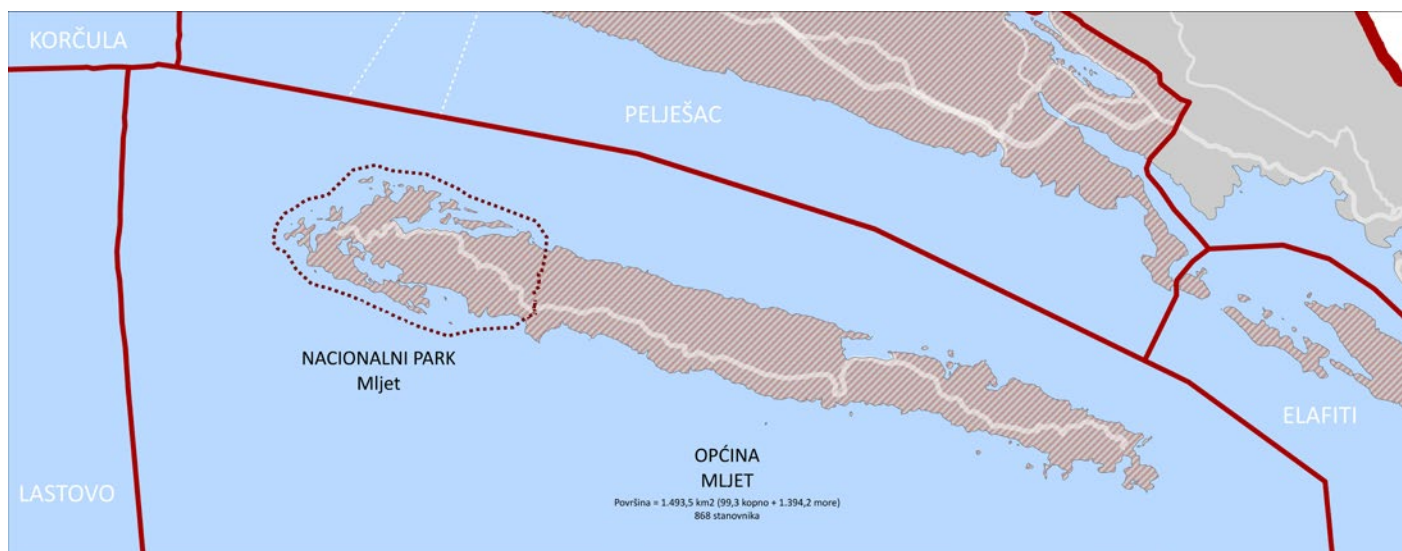 KORČULA
PELJEŠAC
NACIONALNI PARK
Mljet
ELAFITI
OPĆINA
MLJET
LASTOVO
Površina = 1.493,5 km2 (99,3 kopno + 1.394,2 more)
868 stanovnika